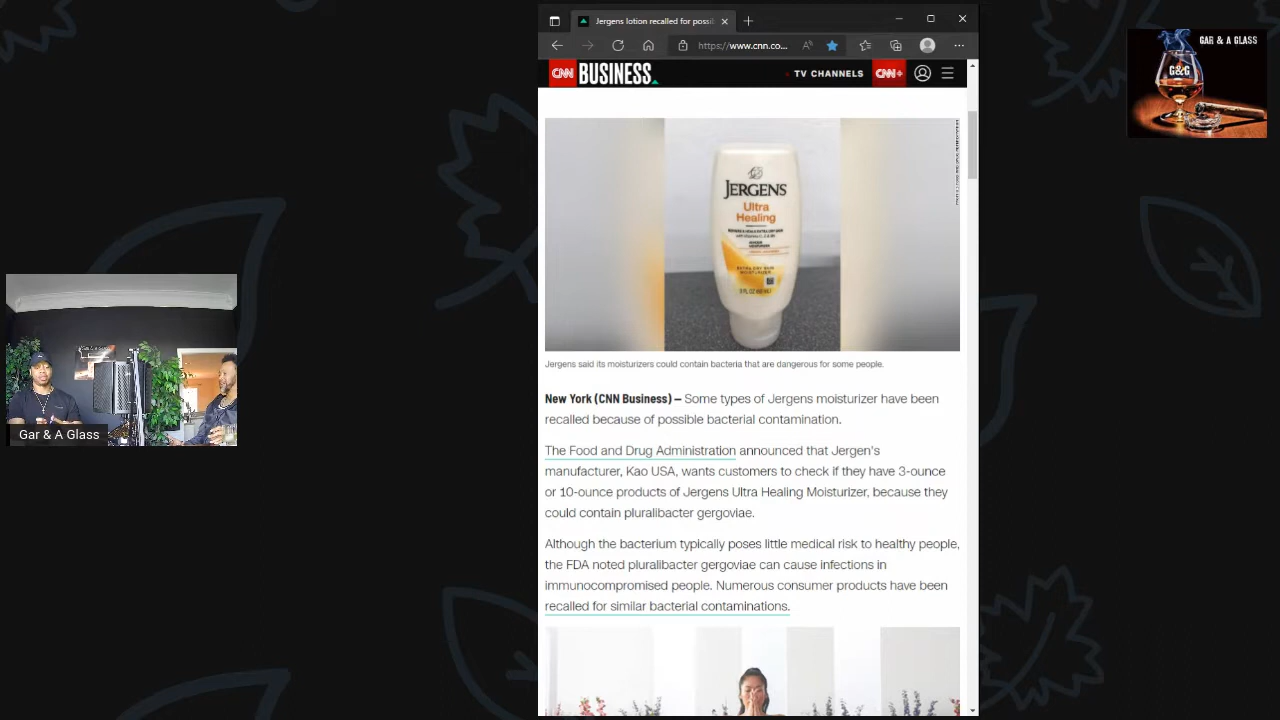 Jergens lotion recalled for possi
https://www.cnn.co...
CNN BUSINESS
TV CHANNELS
CNN+
GAR & A GLASS
G&G
JERGENS
Ultra
Healing
EXTRA DRY SKIN
MOISTURIZER
Jergens said its moisturizers could contain bacteria that are dangerous for some people.
New York (CNN Business) — Some types of Jergens moisturizer have been
recalled because of possible bacterial contamination.
The Food and Drug Administration announced that Jergen's
manufacturer, Kao USA, wants customers to check if they have 3-ounce
or 10-ounce products of Jergens Ultra Healing Moisturizer, because they
could contain pluralibacter gergoviae.
Although the bacterium typically poses little medical risk to healthy people,
the FDA noted pluralibacter gergoviae can cause infections in
immunocompromised people. Numerous consumer products have been
recalled for similar bacterial contaminations.
Gar & A Glass